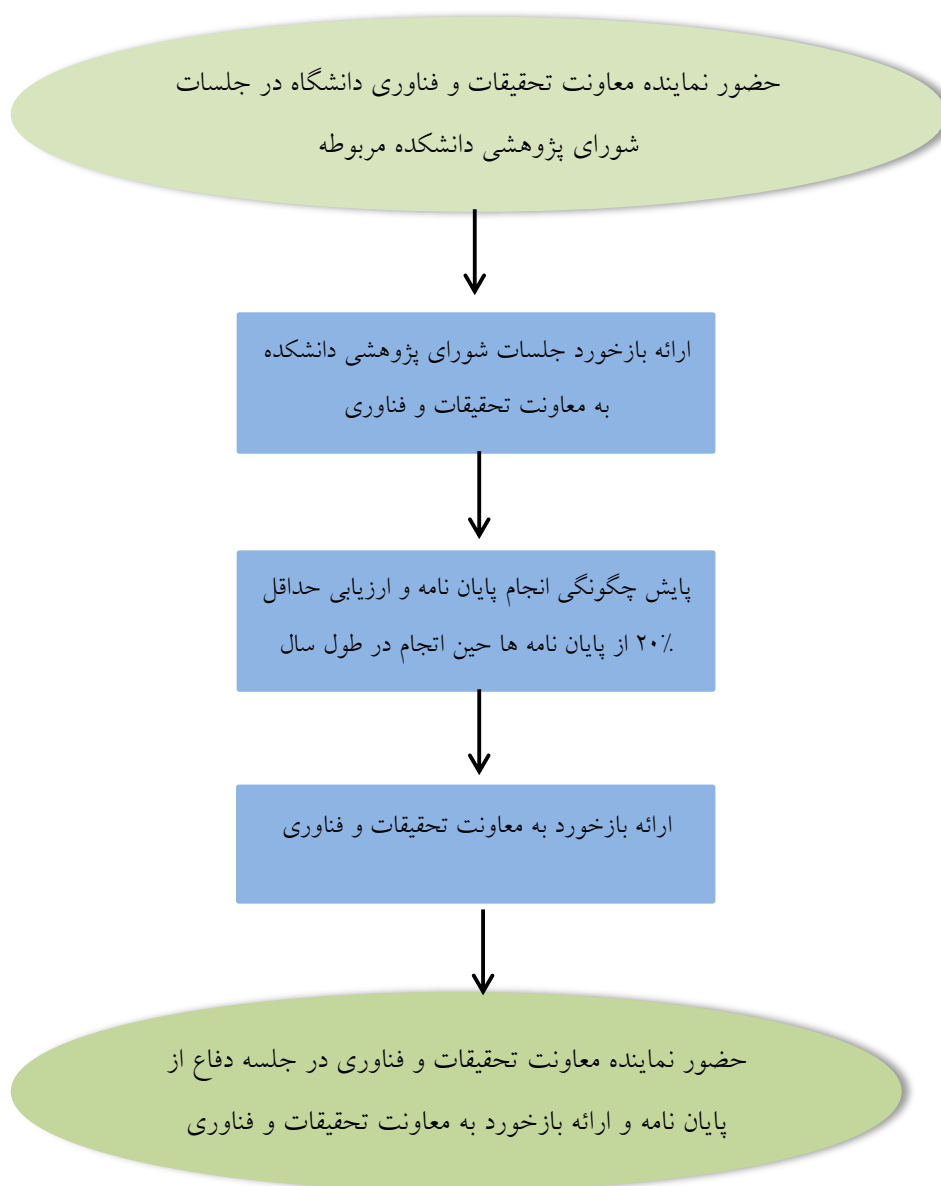 حضور نماینده معاونت تحقیقات و فناوری دانشگاه در جلسات
شورای پژوهشی دانشکده مربوطه
ارائه بازخورد جلسات شورای پژوهشی دانشکده
به معاونت تحقیقات و فناوری
پایش چگونگی انجام پایان نامه و ارزیابی حداقل
۲۰٪ از پایان نامه ها حین اتجام در طول سال
ارائه بازخورد به معاونت تحقیقات و فناوری
حضور نماینده معاونت تحقیقات و فناوری در جلسه دفاع از
پایان نامه و ارائه بازخورد به معاونت تحقیقات و فناوری